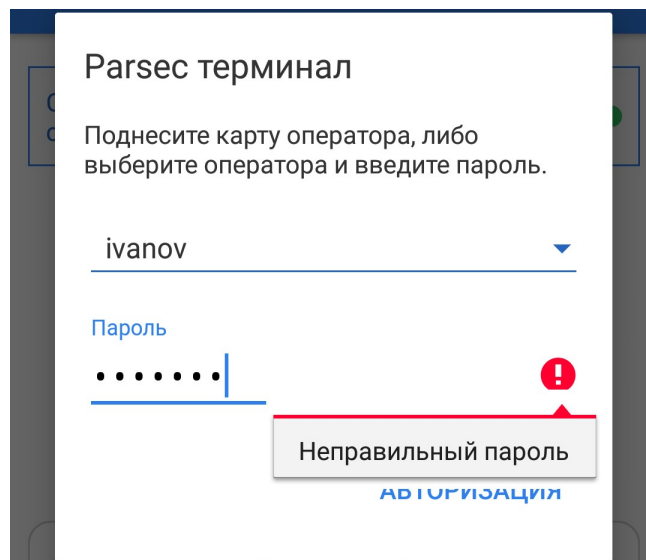 Parsec терминал
Поднесите карту оператора, либо
выберите оператора и введите пароль.
ivanov
Пароль
•••••••
Неправильный пароль
АВТОРИЗАЦИЯ